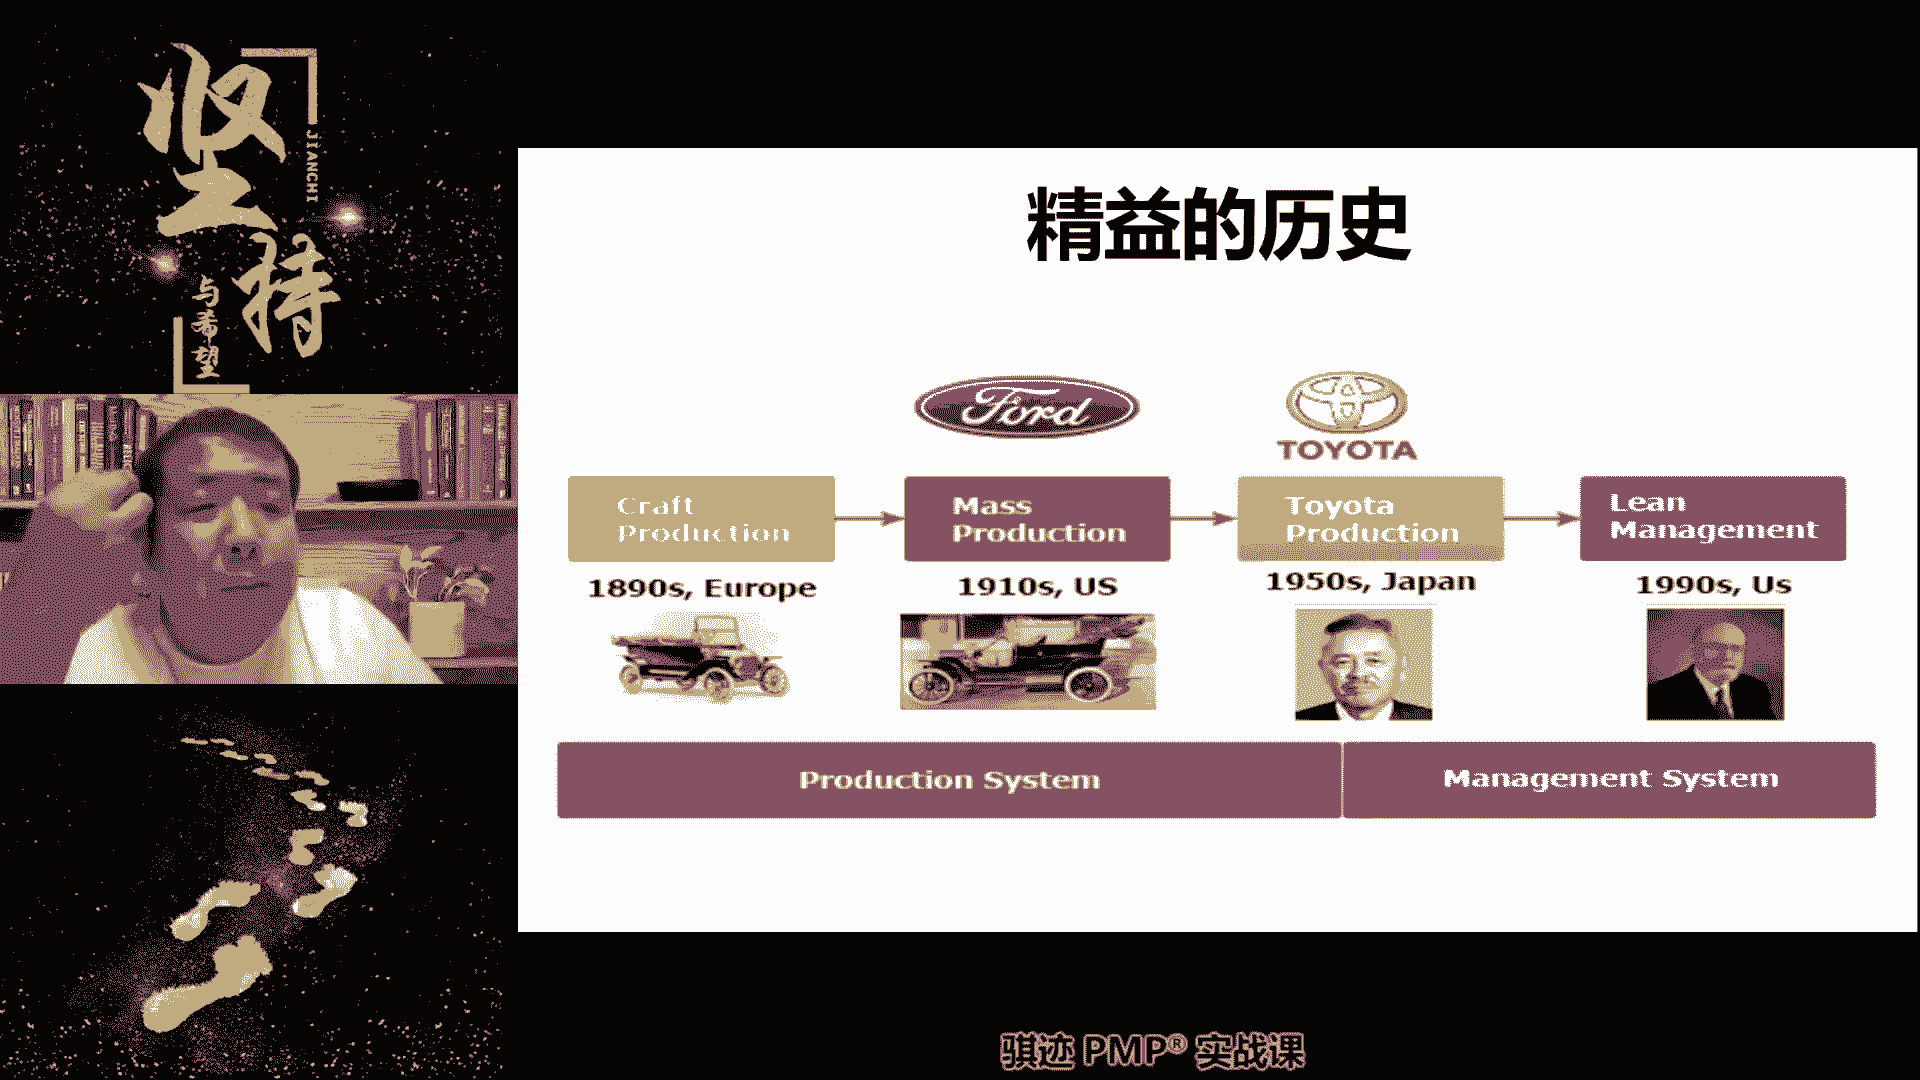 坚持
JIANCHI
与希望
精益的历史
Ford
TOYOTA
Craft
Production
Mass
Production
Toyota
Production
Lean
Management
1890s, Europe
1910s, US
1950s, Japan
1990s, Us
Production System
Management System
骐迹 PMP® 实战课